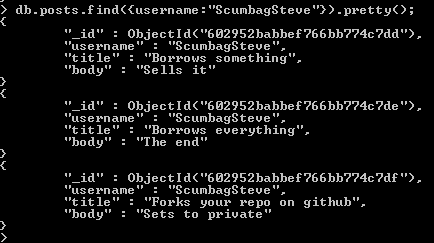 > db.posts.find({username:"ScumbagSteve"}).pretty();
{
"_id" : ObjectId("602952babbef766bb774c7dd"),
"username" : "ScumbagSteve",
"title" : "Borrows something",
"body" : "Sells it"
}
{
"_id" : ObjectId("602952babbef766bb774c7de"),
"username" : "ScumbagSteve",
"title" : "Borrows everything",
"body" : "The end"
}
{
"_id" : ObjectId("602952babbef766bb774c7df"),
"username" : "ScumbagSteve",
"title" : "Forks your repo on github",
"body" : "Sets to private"
}
>